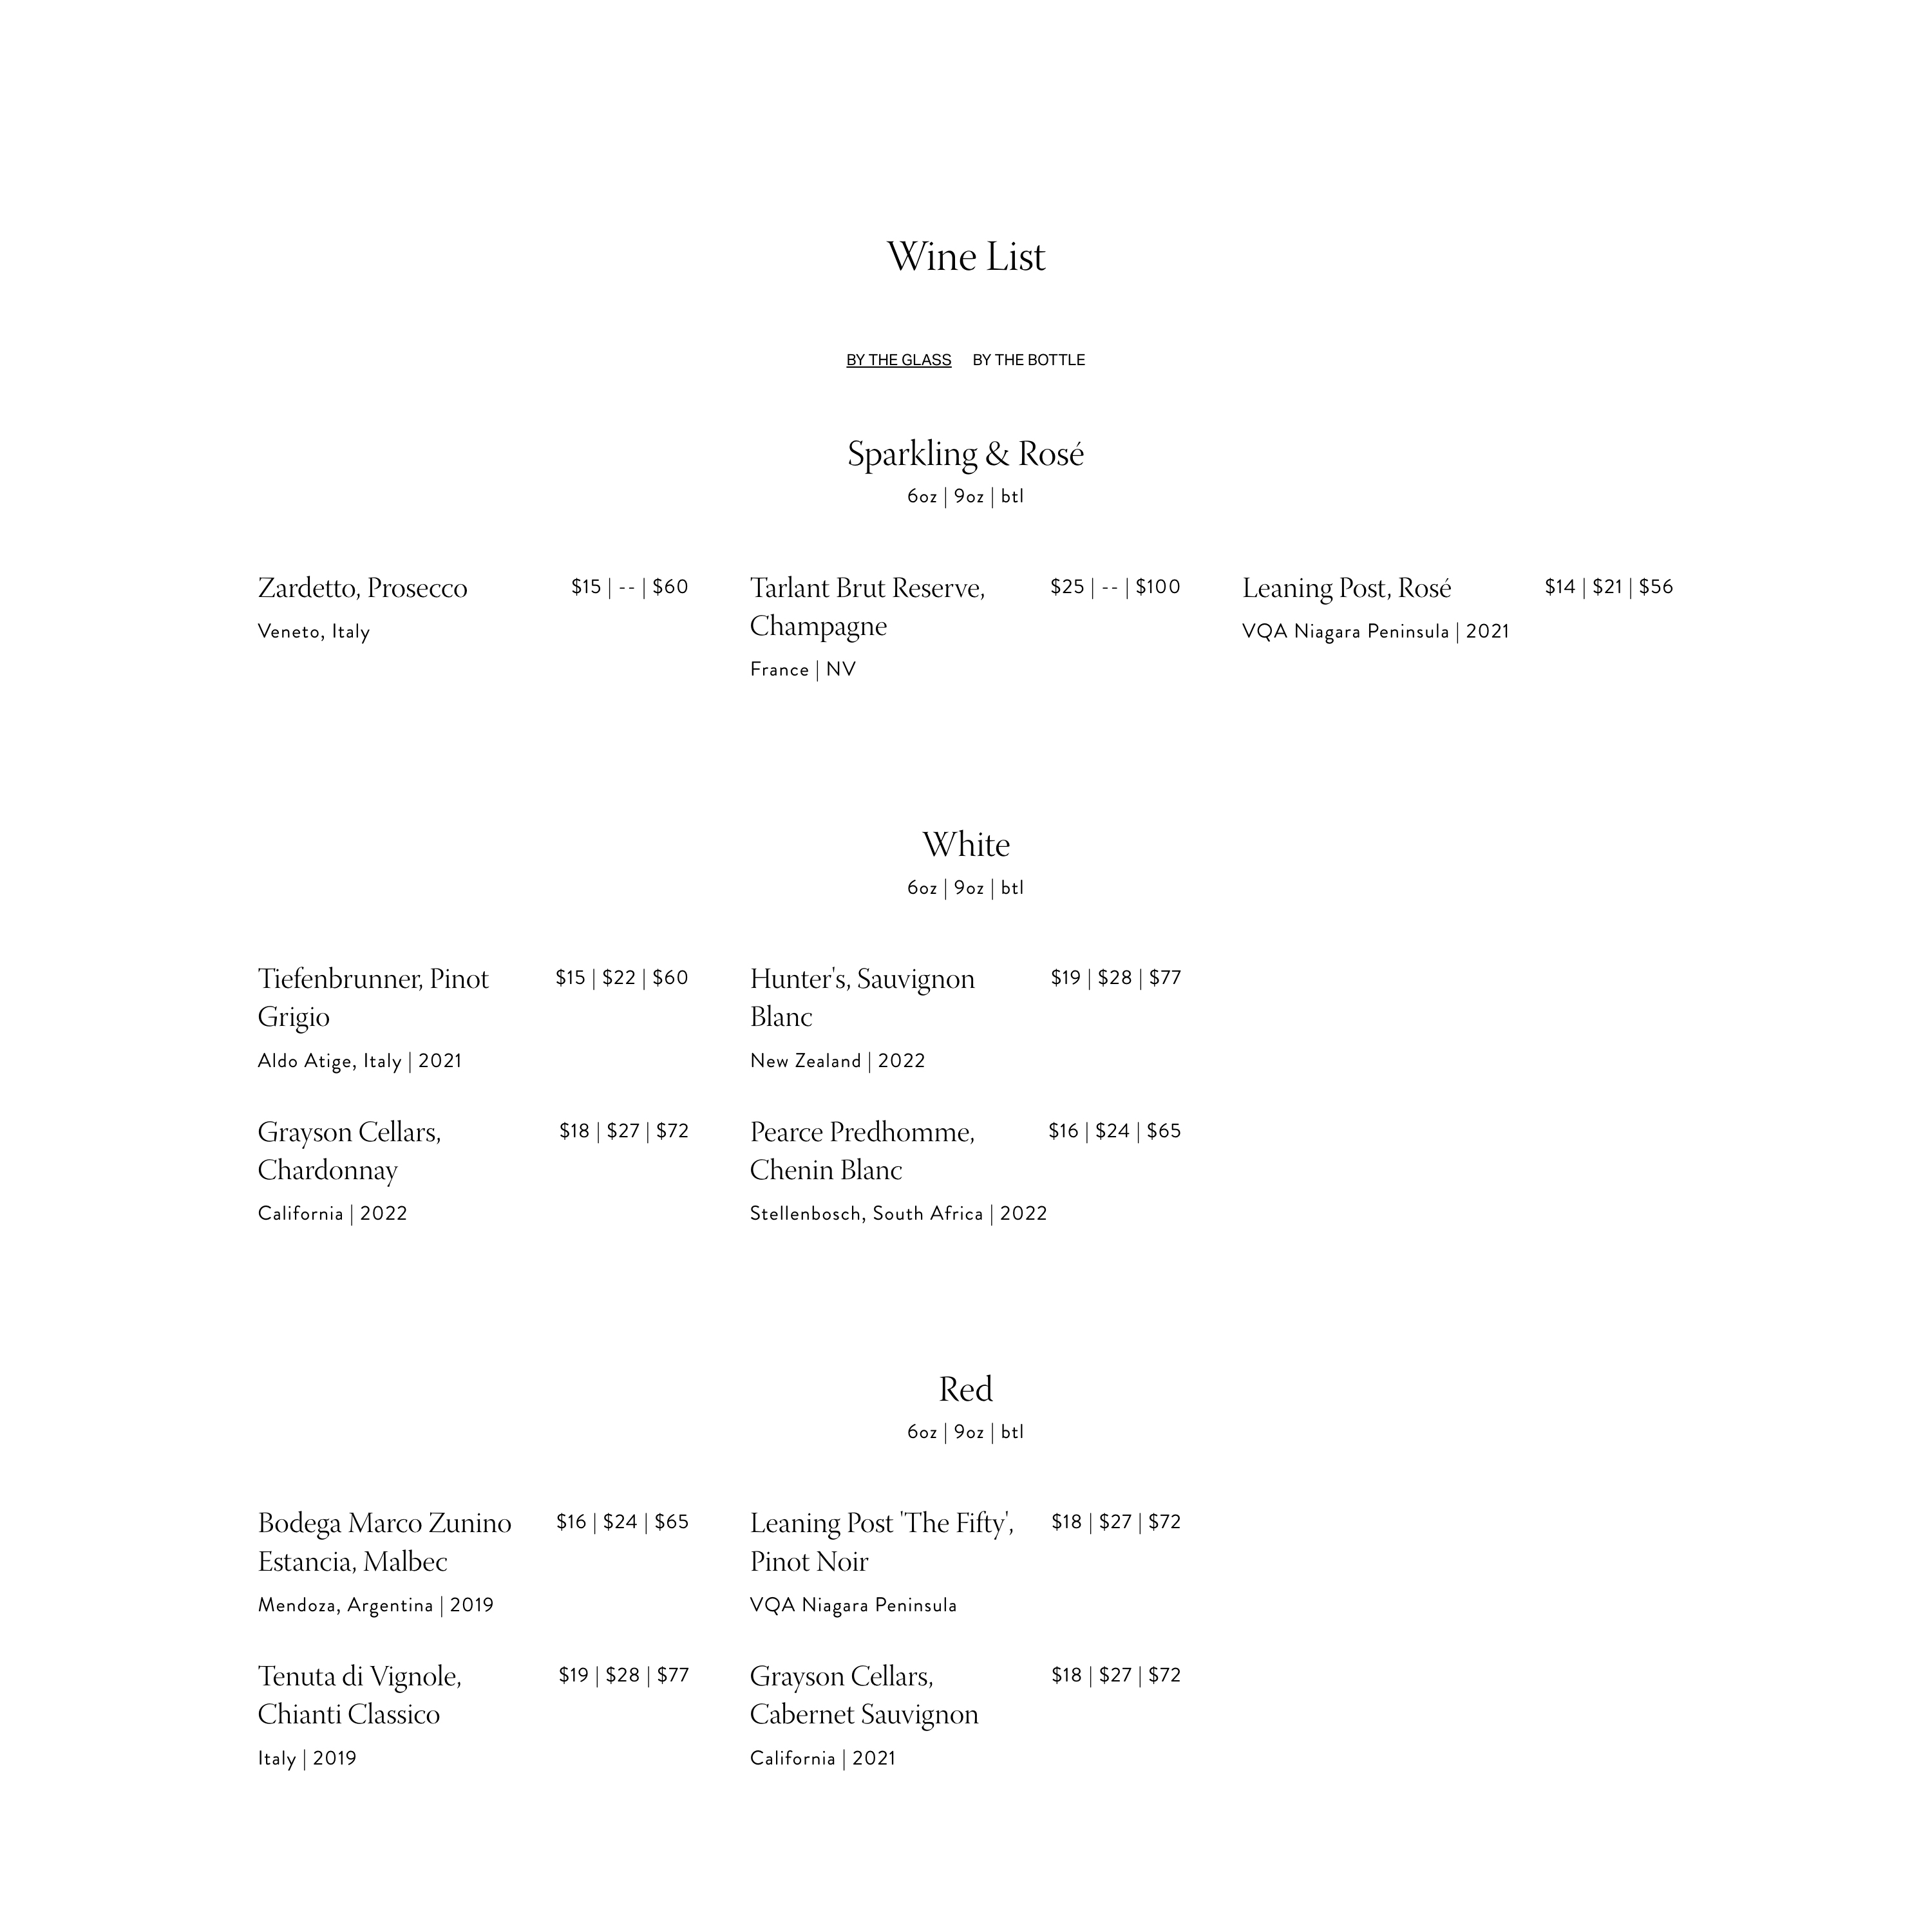 Wine List
BY THE GLASS BY THE BOTTLE
Sparkling & Rosé
6oz | 9oz | btl
Zardetto, Prosecco
$15 | -- | $60
Veneto, Italy
Tarlant Brut Reserve,
Champagne
$25 | -- | $100
France | NV
Leaning Post, Rosé
$14 | $21 | $56
VQA Niagara Peninsula | 2021
White
6oz | 9oz | btl
Tiefenbrunner, Pinot
Grigio
$15 | $22 | $60
Aldo Atige, Italy | 2021
Hunter's, Sauvignon
Blanc
$19 | $28 | $77
New Zealand | 2022
Grayson Cellars,
Chardonnay
$18 | $27 | $72
California | 2022
Pearce Predhomme,
Chenin Blanc
$16 | $24 | $65
Stellenbosch, South Africa | 2022
Red
6oz | 9oz | btl
Bodega Marco Zunino
Estancia, Malbec
$16 | $24 | $65
Mendoza, Argentina | 2019
Leaning Post 'The Fifty',
Pinot Noir
$18 | $27 | $72
VQA Niagara Peninsula
Tenuta di Vignole,
Chianti Classico
$19 | $28 | $77
Italy | 2019
Grayson Cellars,
Cabernet Sauvignon
$18 | $27 | $72
California | 2021